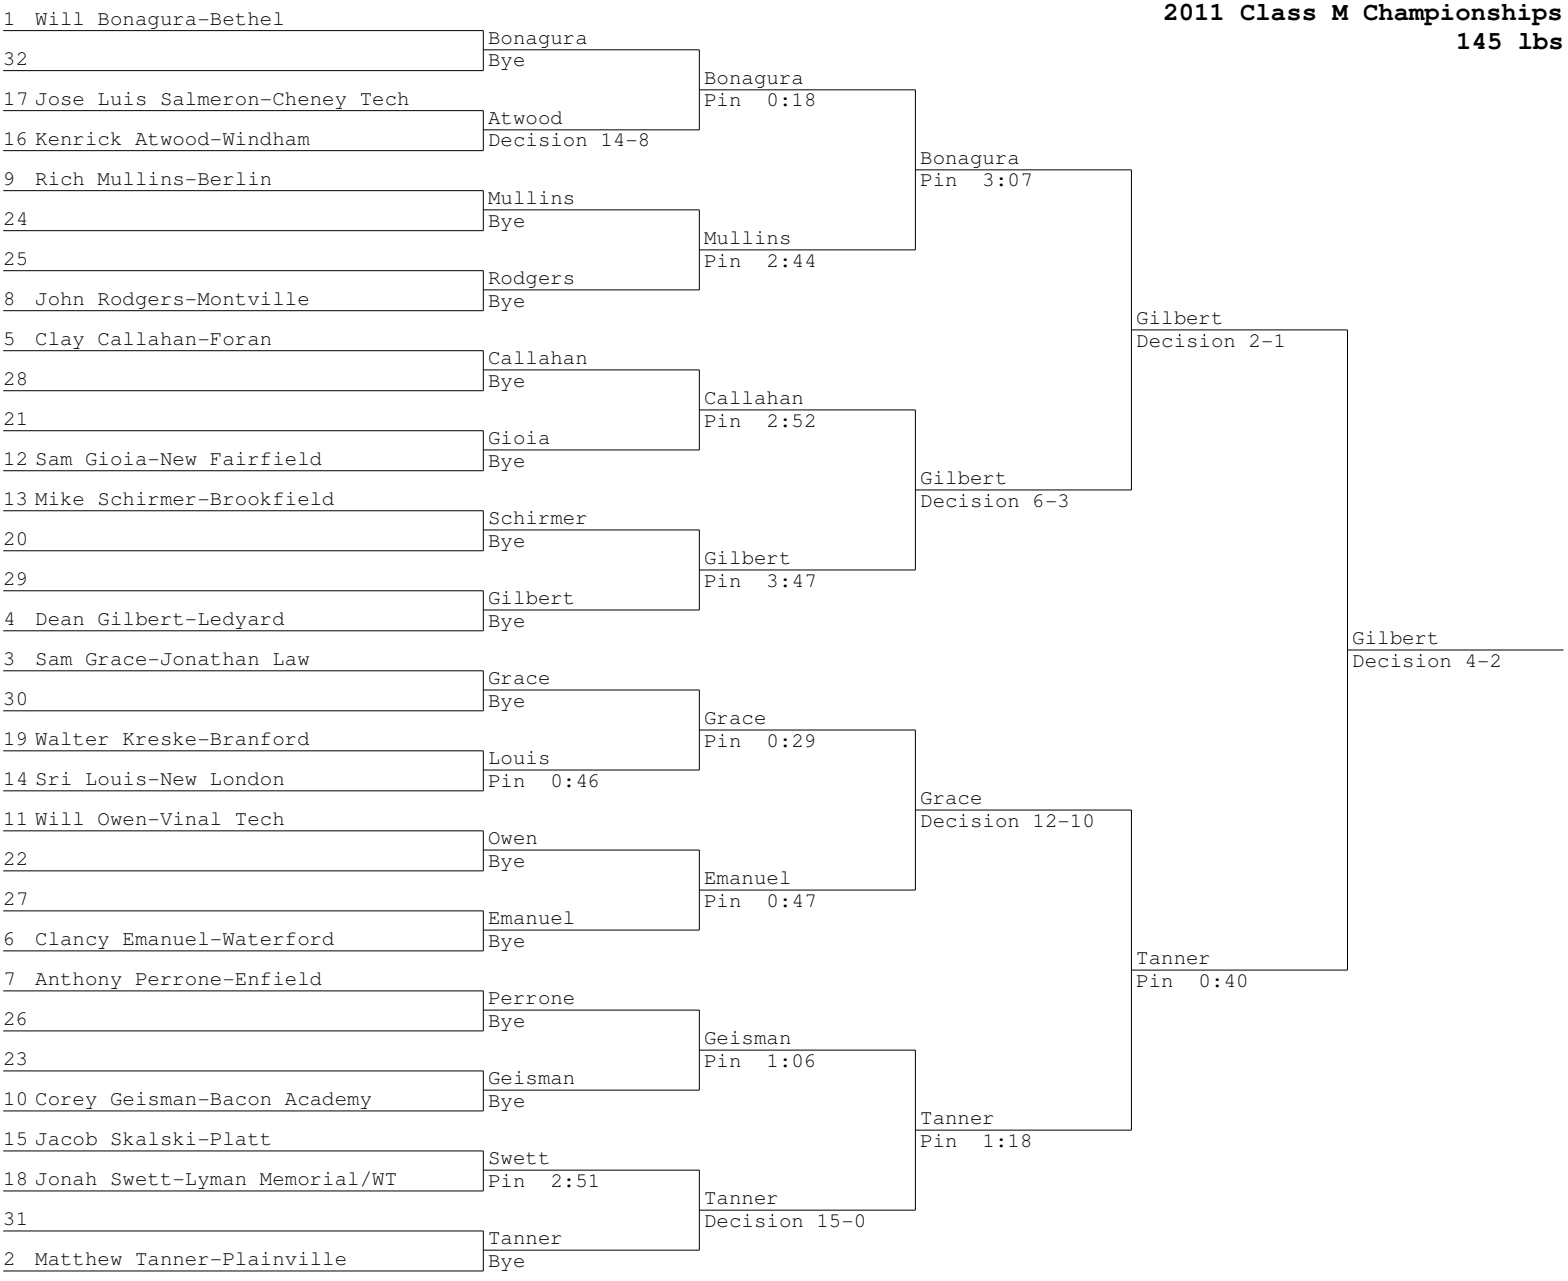 2011 Class M Championships
145 lbs
1 Will Bonagura-Bethel
32
17 Jose Luis Salmeron-Cheney Tech
16 Kenrick Atwood-Windham
9 Rich Mullins-Berlin
24
25
8 John Rodgers-Montville
5 Clay Callahan-Foran
28
21
12 Sam Gioia-New Fairfield
13 Mike Schirmer-Brookfield
20
29
4 Dean Gilbert-Ledyard
3 Sam Grace-Jonathan Law
30
19 Walter Kreske-Branford
14 Sri Louis-New London
11 Will Owen-Vinal Tech
22
27
6 Clancy Emanuel-Waterford
7 Anthony Perrone-Enfield
26
23
10 Corey Geisman-Bacon Academy
15 Jacob Skalski-Platt
18 Jonah Swett-Lyman Memorial/WT
31
2 Matthew Tanner-Plainville
Bonagura
Bye
Atwood
Decision 14-8
Mullins
Bye
Rodgers
Bye
Callahan
Bye
Gioia
Bye
Schirmer
Bye
Gilbert
Bye
Grace
Bye
Louis
Pin 0:46
Owen
Bye
Emanuel
Bye
Perrone
Bye
Geisman
Bye
Swett
Pin 2:51
Tanner
Bye
Bonagura
Pin 0:18
Mullins
Pin 2:44
Callahan
Pin 2:52
Gilbert
Pin 3:47
Grace
Pin 0:29
Emanuel
Pin 0:47
Geisman
Pin 1:06
Tanner
Decision 15-0
Bonagura
Pin 3:07
Gilbert
Decision 6-3
Grace
Decision 12-10
Tanner
Pin 1:18
Gilbert
Decision 2-1
Tanner
Pin 0:40
Gilbert
Decision 4-2